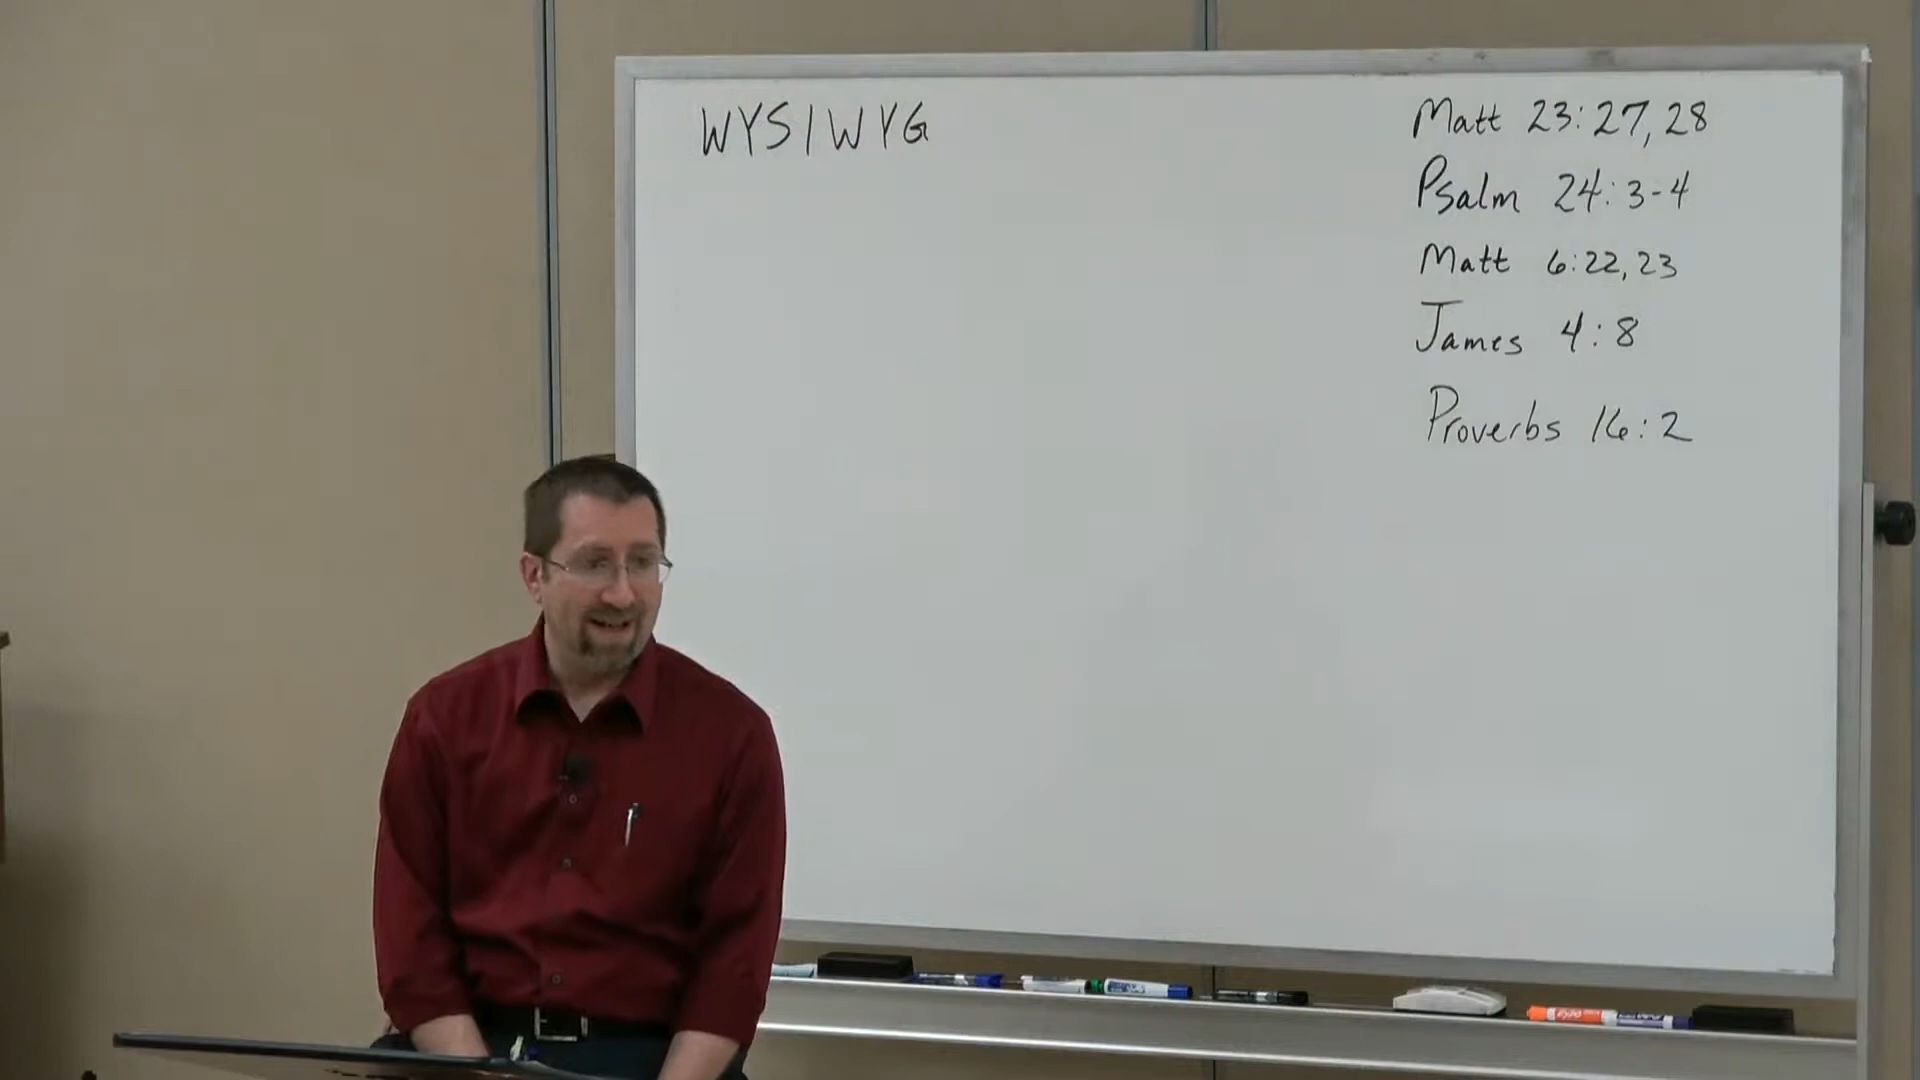 WYSIWYG
Matt 23:27,28
Psalm 24:3-4
Matt 6:22,23
James 4:8
Proverbs 16:2